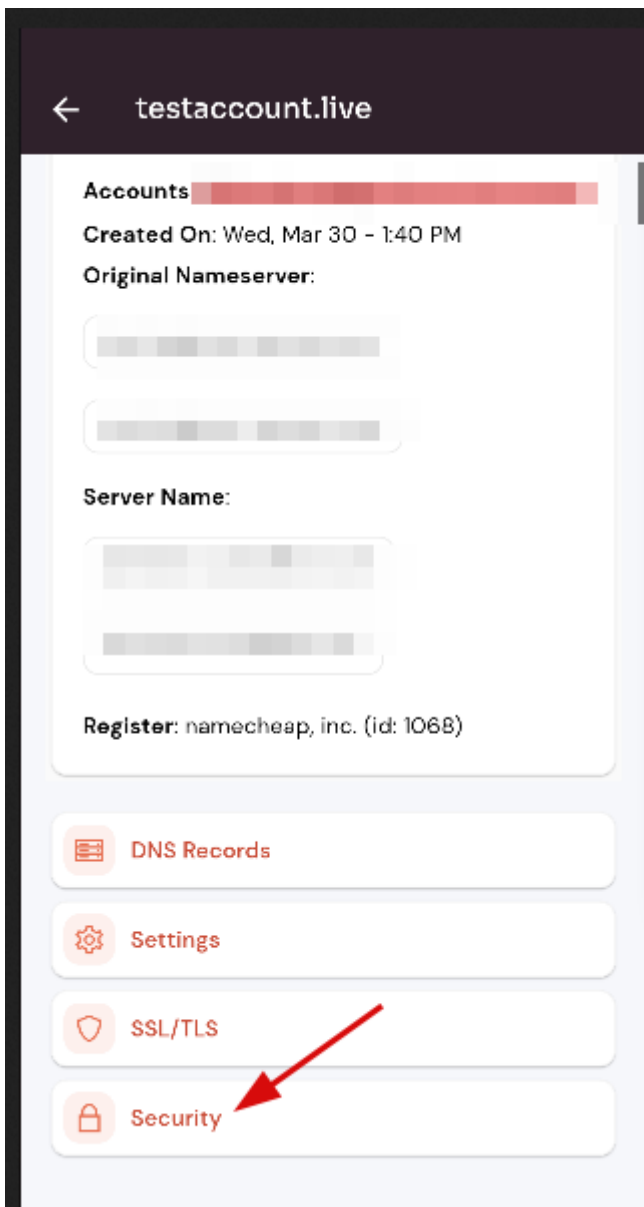 testaccount.live
Accounts
Created On: Wed, Mar 30 - 1:40 PM
Original Nameserver:
Server Name:
Register: namecheap, inc. (id: 1068)
DNS Records
Settings
SSL/TLS
Security